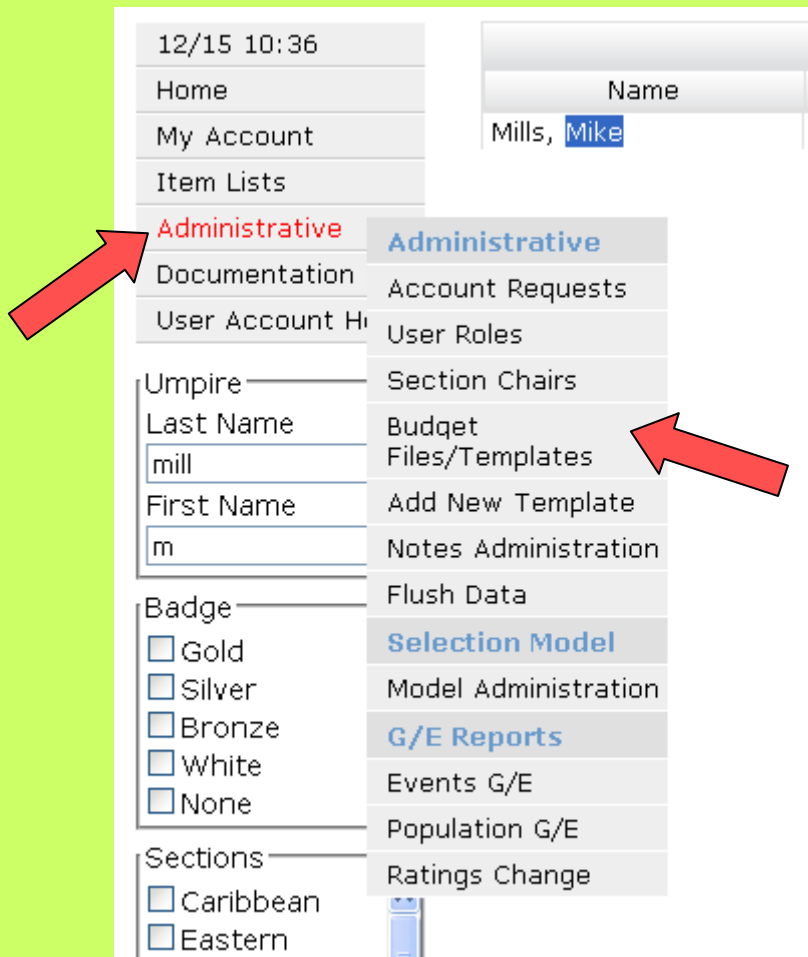 12/15 10:36
Home
My Account
Item Lists
Administrative
Documentation
User Account H
Name
Mills, Mike
Administrative
Account Requests
User Roles
Section Chairs
Budget
Files/Templates
Add New Template
Notes Administration
Flush Data
Selection Model
Model Administration
G/E Reports
Events G/E
Population G/E
Ratings Change
Umpire
Last Name
mill
First Name
m
Badge
Gold
Silver
Bronze
White
None
Sections
Caribbean
Eastern